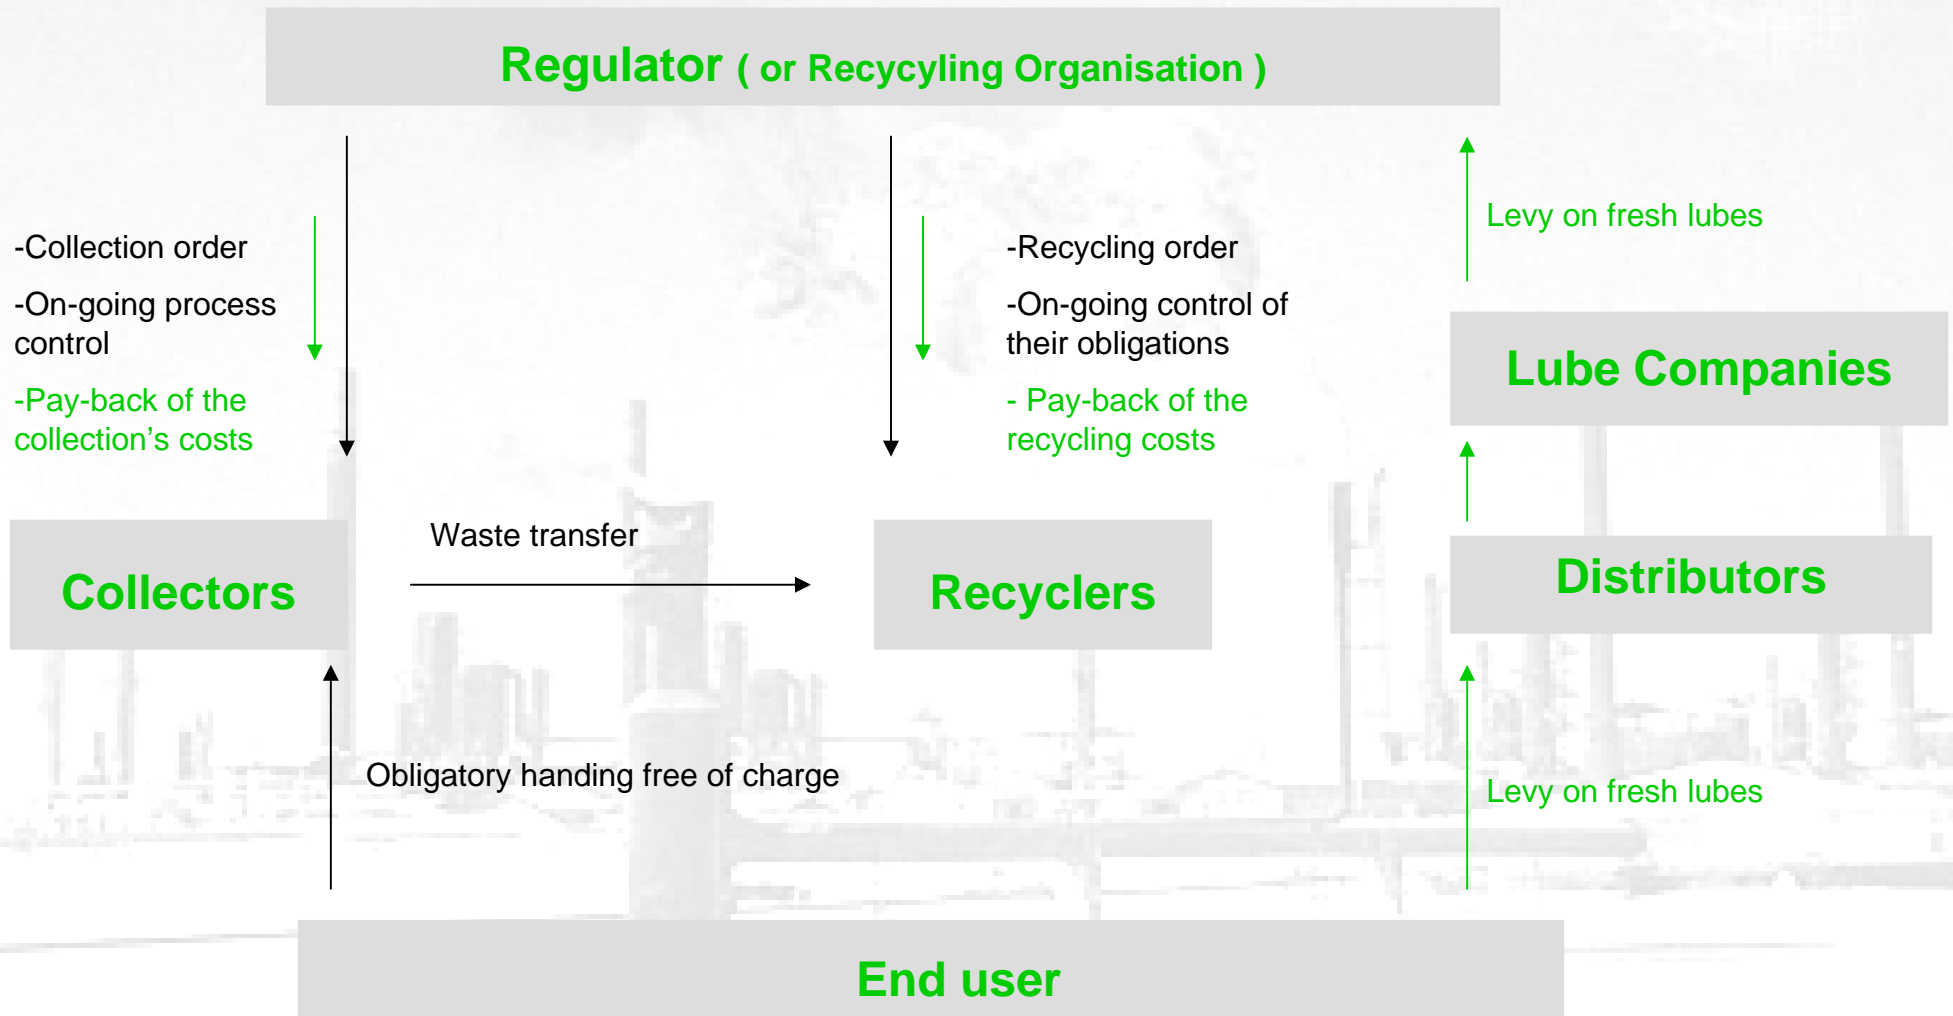 Regulator ( or Recycyling Organisation )
-Collection order
-On-going process
control
-Pay-back of the
collection’s costs
-Recycling order
-On-going control of
their obligations
- Pay-back of the
recycling costs
Levy on fresh lubes
Lube Companies
Collectors
Waste transfer
Recyclers
Distributors
Obligatory handing free of charge
Levy on fresh lubes
End user